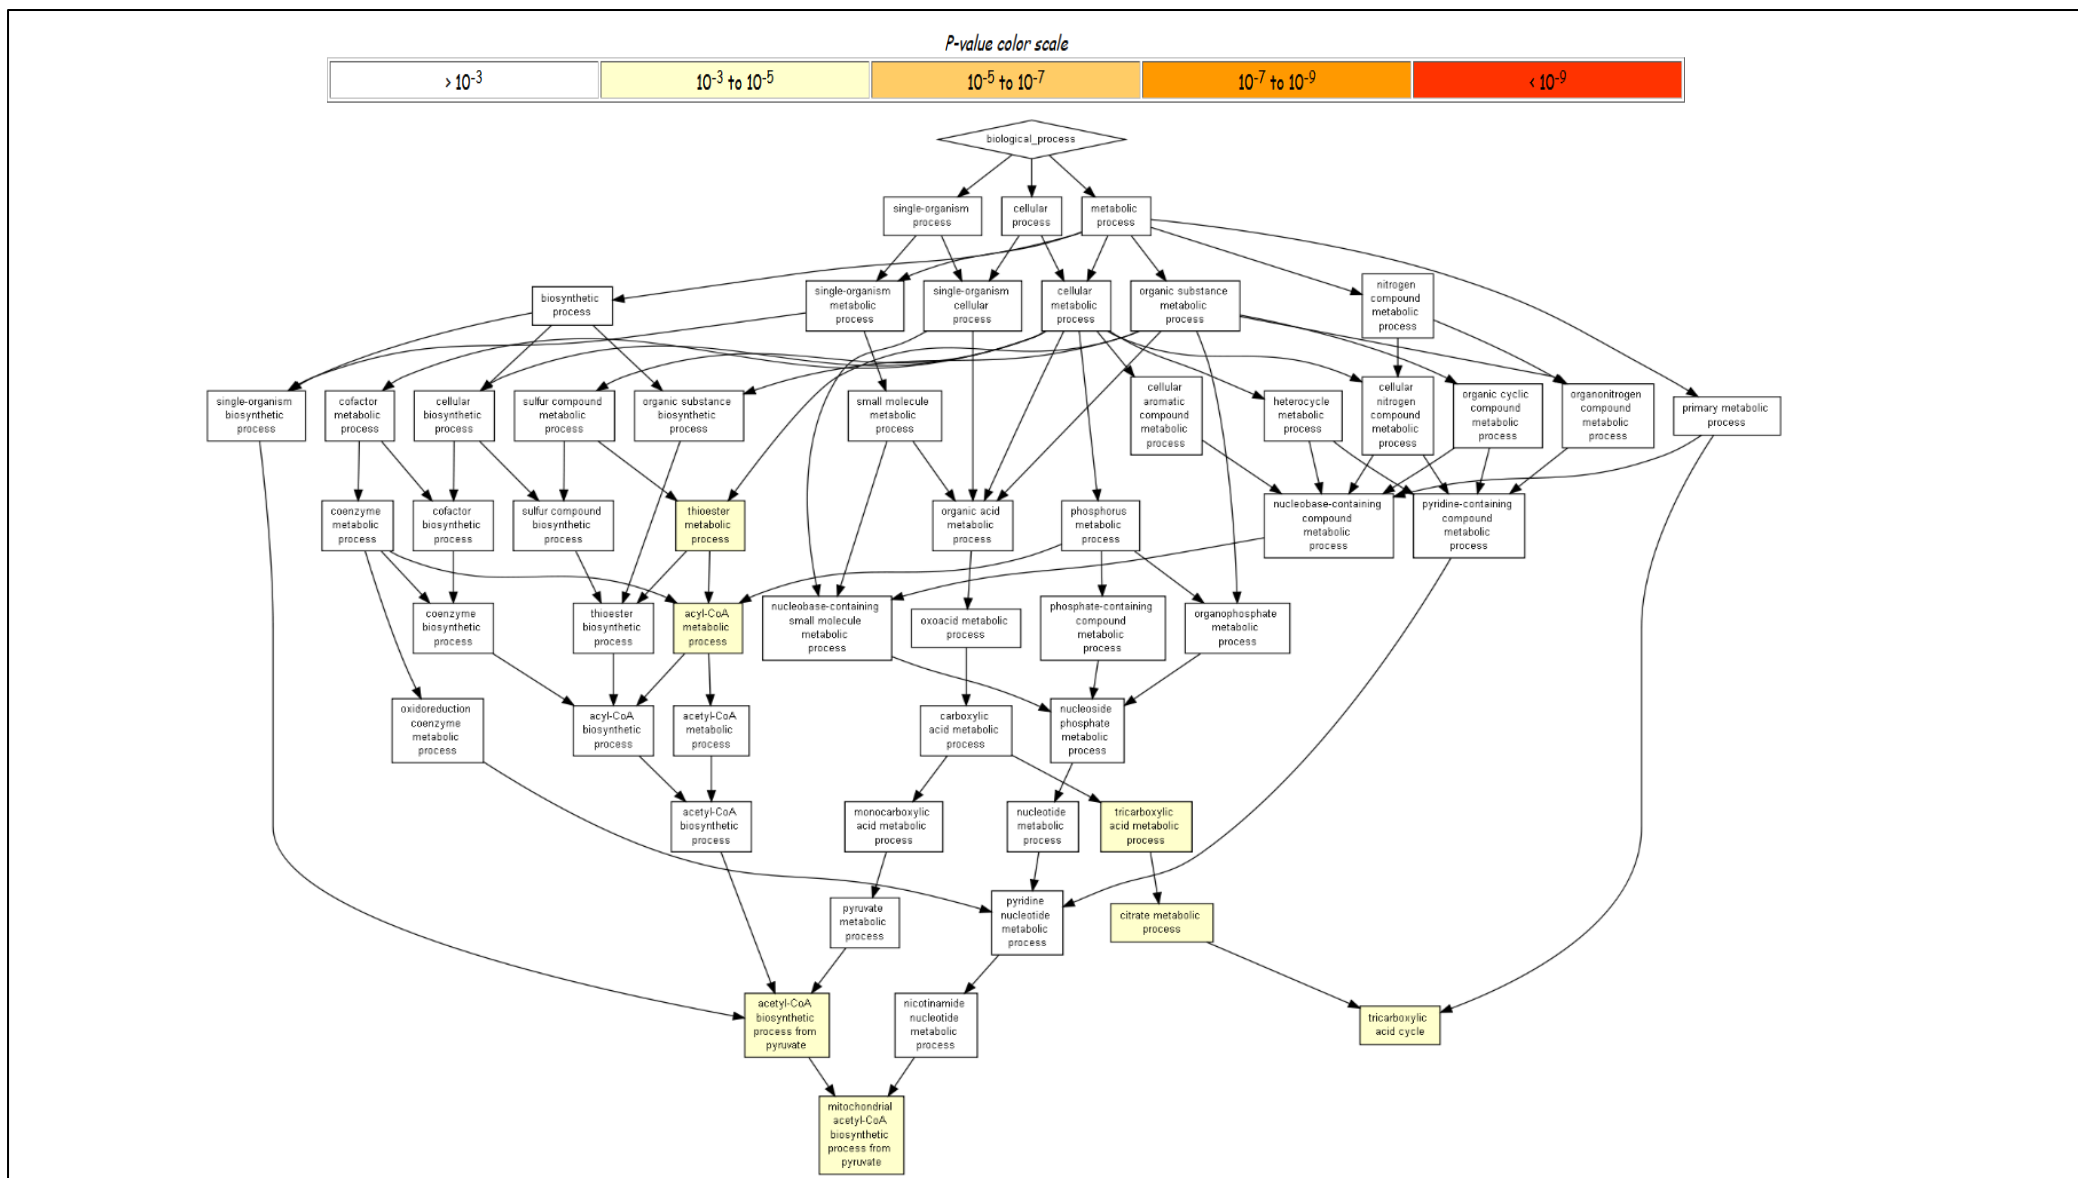 P-value color scale
> 10-3
10-3 to 10-5
10-5 to 10-7
10-7 to 10-9
< 10-9
biological_process
single-organism
process
cellular
process
metabolic
process
biosynthetic
process
single-organism
metabolic
process
single-organism
cellular
process
cellular
metabolic
process
organic substance
metabolic
process
nitrogen
compound
metabolic
process
single-organism
biosynthetic
process
cofactor
metabolic
process
cellular
biosynthetic
process
sulfur compound
metabolic
process
organic substance
biosynthetic
process
small molecule
metabolic
process
cellular
aromatic
compound
metabolic
process
heterocycle
metabolic
process
cellular
nitrogen
compound
metabolic
process
organic cyclic
compound
metabolic
process
organonitrogen
compound
metabolic
process
primary metabolic
process
coenzyme
metabolic
process
cofactor
biosynthetic
process
sulfur compound
biosynthetic
process
thioester
metabolic
process
organic acid
metabolic
process
phosphorus
metabolic
process
nucleobase-containing
compound
metabolic
process
pyridine-containing
compound
metabolic
process
coenzyme
biosynthetic
process
thioester
biosynthetic
process
acyl-CoA
metabolic
process
nucleobase-containing
small molecule
metabolic
process
oxoacid metabolic
process
phosphate-containing
compound
metabolic
process
organophosphate
metabolic
process
oxidoreduction
coenzyme
metabolic
process
acyl-CoA
biosynthetic
process
acetyl-CoA
metabolic
process
carboxylic
acid metabolic
process
nucleoside
phosphate
metabolic
process
acetyl-CoA
biosynthetic
process
monocarboxylic
acid metabolic
process
nucleotide
metabolic
process
tricarboxylic
acid metabolic
process
pyruvate
metabolic
process
pyridine
nucleotide
metabolic
process
citrate metabolic
process
acetyl-CoA
biosynthetic
process from
pyruvate
nicotinamide
nucleotide
metabolic
process
tricarboxylic
acid cycle
mitochondrial
acetyl-CoA
biosynthetic
process from
pyruvate